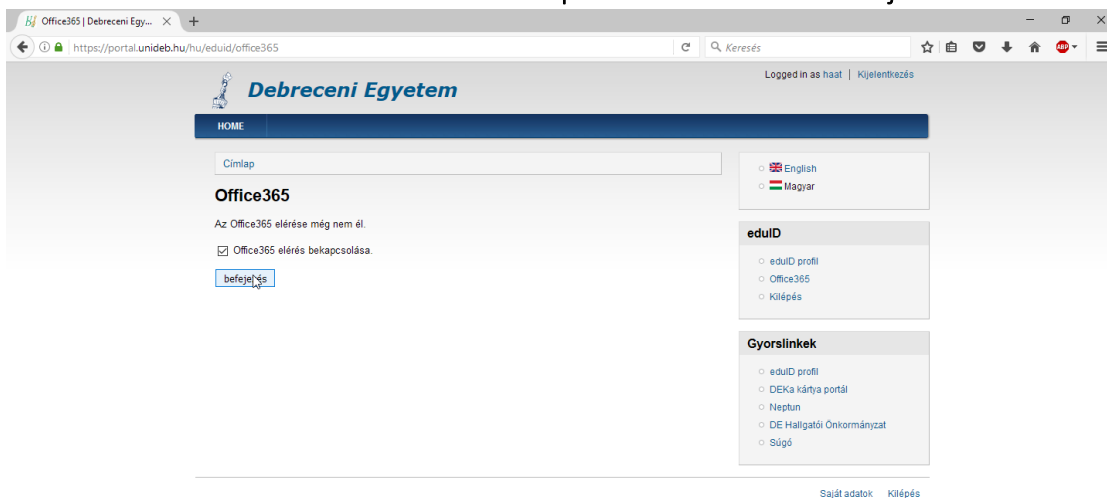 Office365 | Debreceni Egy...
https://portal.unideb.hu/hu/eduid/office365
Keresés
ABP
Logged in as haat | Kijelentkezés
Debreceni Egyetem
HOME
Címlap
Office365
Az Office365 elérése még nem él.
Office365 elérés bekapcsolása.
befejezés
English
Magyar
eduID
eduID profil
Office365
Kilépés
Gyorslinkek
eduID profil
DEKa kártya portál
Neptun
DE Hallgatói Önkormányzat
Súgó
Saját adatok Kilépés